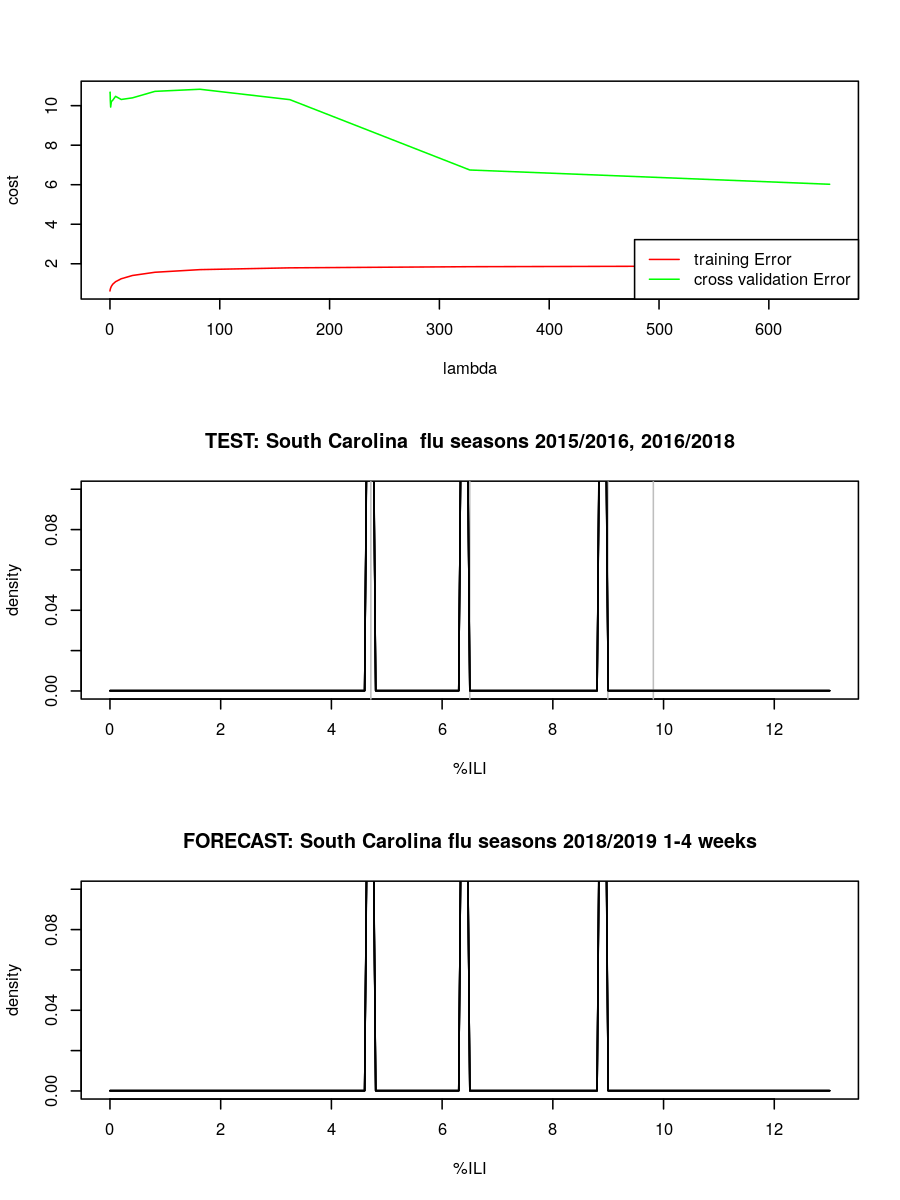 cost
2
4
6
8
10
training Error
cross validation Error
0 100 200 300 400 500 600
lambda
TEST: South Carolina  flu seasons 2015/2016, 2016/2018
density
0.00
0.04
0.08
0 2 4 6 8 10 12
%ILI
FORECAST: South Carolina flu seasons 2018/2019 1-4 weeks
density
0.00
0.04
0.08
0 2 4 6 8 10 12
%ILI